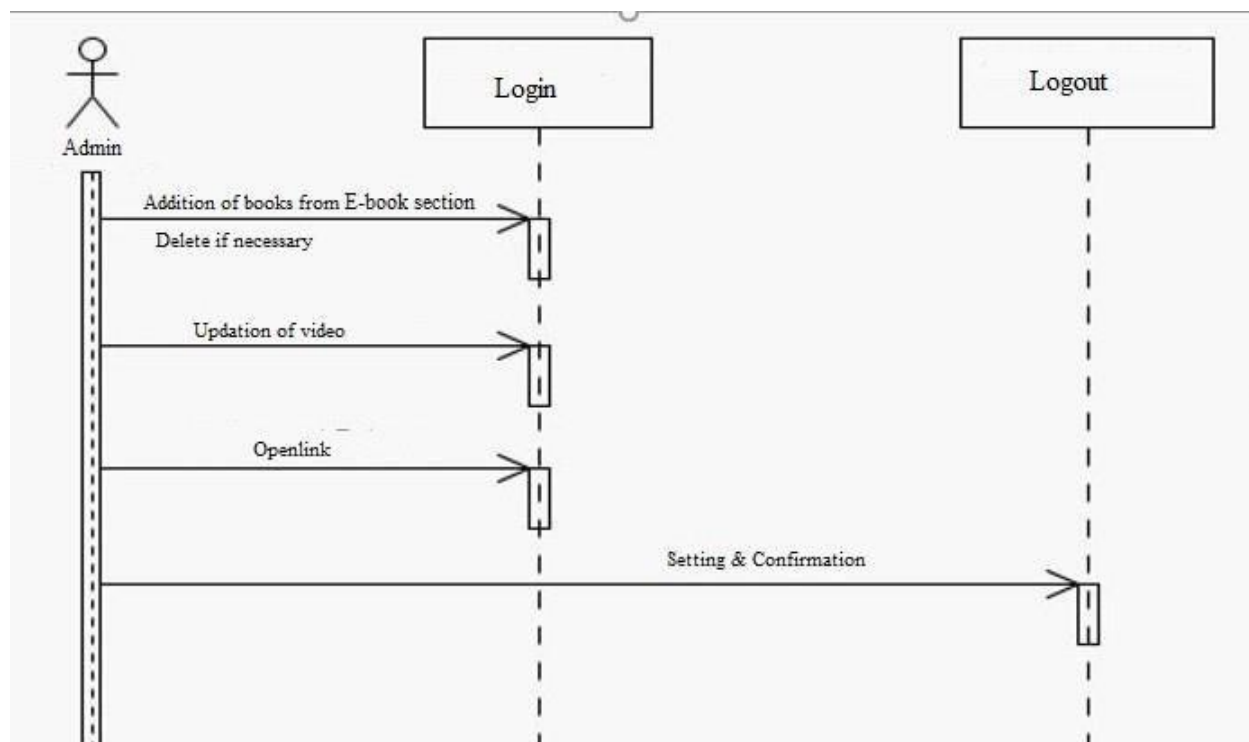 Login
Logout
Admin
Addition of books from E-book section
Delete if necessary
Updation of video
Openlink
Setting & Confirmation